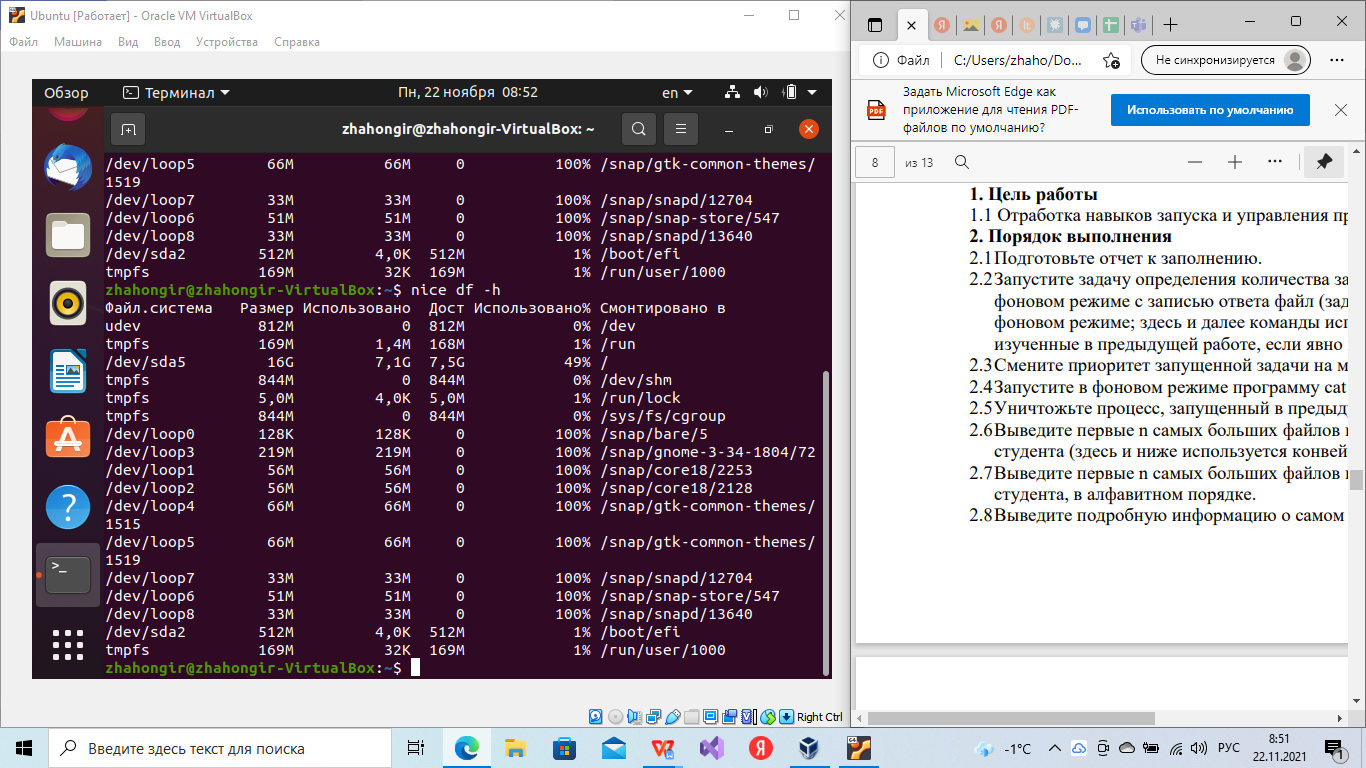 Ubuntu [Работает] - Oracle VM VirtualBox
Файл Машина Вид Ввод Устройства Справка
Обзор Терминал Пн, 22 ноября 08:52 en
zhahongir@zhahongir-VirtualBox: ~
/dev/loop5 66M 66M 0 100% /snap/gtk-common-themes/
1519
/dev/loop7 33M 33M 0 100% /snap/snapd/12704
/dev/loop6 51M 51M 0 100% /snap/snap-store/547
/dev/loop8 33M 33M 0 100% /snap/snapd/13640
/dev/sda2 512M 4,0K 512M 1% /boot/efi
tmpfs 169M 32K 169M 1% /run/user/1000
zhahongir@zhahongir-VirtualBox:~$ nice df -h
Файл.система Размер Использовано Дост Использовано% Смонтировано в
udev 812M 0 812M 0% /dev
tmpfs 169M 1,4M 168M 1% /run
/dev/sda5 16G 7,1G 7,5G 49% /
tmpfs 844M 0 844M 0% /dev/shm
tmpfs 5,0M 4,0K 5,0M 1% /run/lock
tmpfs 844M 0 844M 0% /sys/fs/cgroup
/dev/loop0 128K 128K 0 100% /snap/bare/5
/dev/loop3 219M 219M 0 100% /snap/gnome-3-34-1804/72
/dev/loop1 56M 56M 0 100% /snap/core18/2253
/dev/loop2 56M 56M 0 100% /snap/core18/2128
/dev/loop4 66M 66M 0 100% /snap/gtk-common-themes/
1515
/dev/loop5 66M 66M 0 100% /snap/gtk-common-themes/
1519
/dev/loop7 33M 33M 0 100% /snap/snapd/12704
/dev/loop6 51M 51M 0 100% /snap/snap-store/547
/dev/loop8 33M 33M 0 100% /snap/snapd/13640
/dev/sda2 512M 4,0K 512M 1% /boot/efi
tmpfs 169M 32K 169M 1% /run/user/1000
zhahongir@zhahongir-VirtualBox:~$
Right Ctrl
Файл C:/Users/zhaho/Do... Не синхронизируется
Задать Microsoft Edge как
приложение для чтения PDF-
файлов по умолчанию?
Использовать по умолчанию
8 из 13
1. Цель работы
1.1 Отработка навыков запуска и управления пр
2. Порядок выполнения
2.1Подготовьте отчет к заполнению.
2.2Запустите задачу определения количества за
фоновом режиме с записью ответа файл (зад
фоновом режиме; здесь и далее команды исп
изученные в предыдущей работе, если явно
2.3Смените приоритет запущенной задачи на м
2.4Запустите в фоновом режиме программу cat
2.5Уничтожьте процесс, запущенный в предыд
2.6Выведите первые n самых больших файлов
студента (здесь и ниже используется конвей
2.7Выведите первые n самых больших файлов
студента, в алфавитном порядке.
2.8Выведите подробную информацию о самом
Введите здесь текст для поиска
-1°C РУС 8:51
22.11.2021